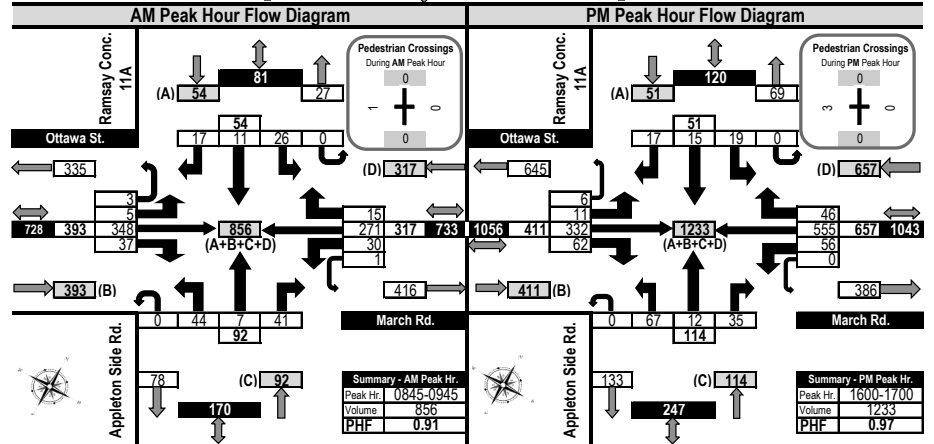 AM Peak Hour Flow Diagram
Ramsay Conc. 11A
81
(A) 54 27
Pedestrian Crossings
During AM Peak Hour
0
1 0
0
54
17 11 26 0
Ottawa St.
335
(D) 317
3
5
348
37
728 393
856
(A+B+C+D)
15
271
30
1
317 733
393 (B)
416
0 44 7 41
92
March Rd.
Appleton Side Rd.
78
(C) 92
170
Summary - AM Peak Hr.
Peak Hr. 0845-0945
Volume 856
PHF 0.91
PM Peak Hour Flow Diagram
Ramsay Conc. 11A
120
(A) 51 69
Pedestrian Crossings
During PM Peak Hour
0
3 0
0
51
17 15 19 0
Ottawa St.
645
(D) 657
6
11
332
62
1056 411
1233
(A+B+C+D)
46
555
56
0
657 1043
411 (B)
386
0 67 12 35
114
March Rd.
Appleton Side Rd.
133
(C) 114
247
Summary - PM Peak Hr.
Peak Hr. 1600-1700
Volume 1233
PHF 0.97